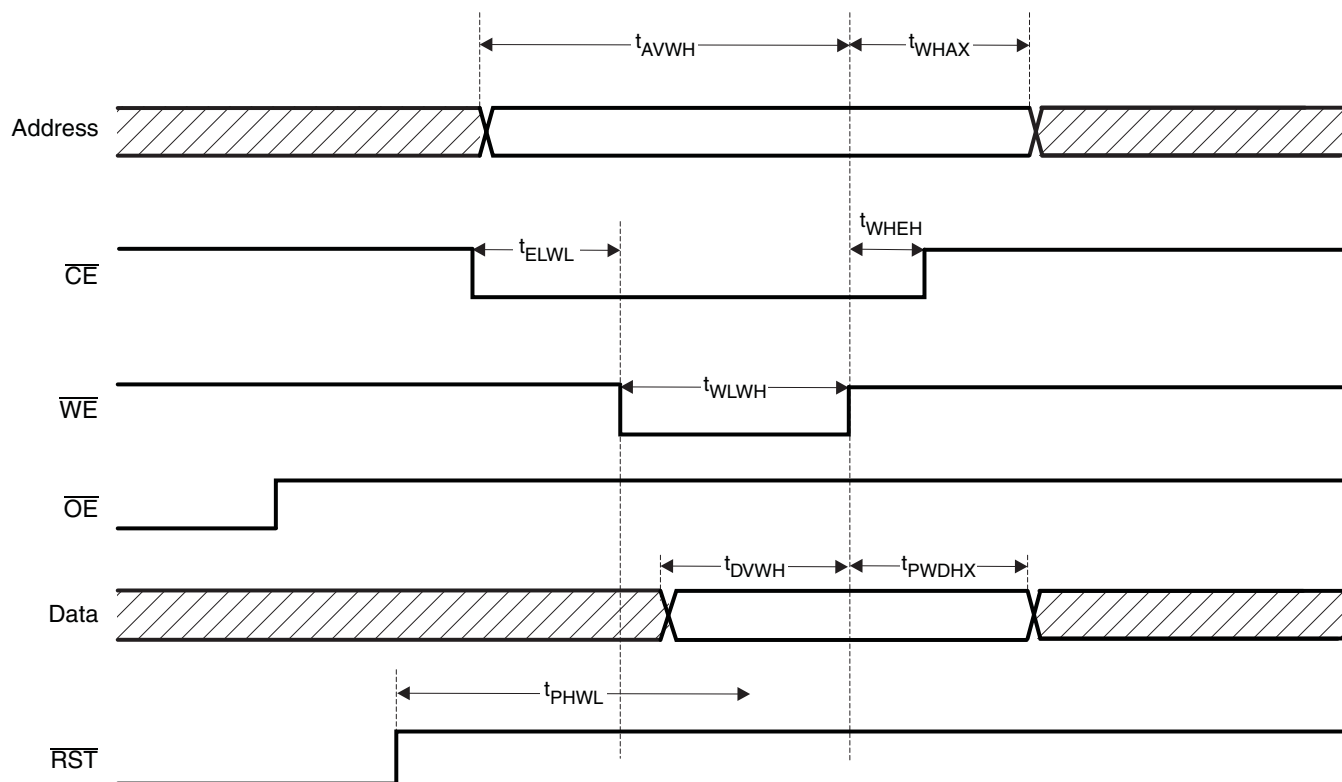 tAVWH tWHAX
Address
tELWL tWHEH
CE
tWLWH
WE
OE
tDVWH tPWDHX
Data
tPHWL
RST